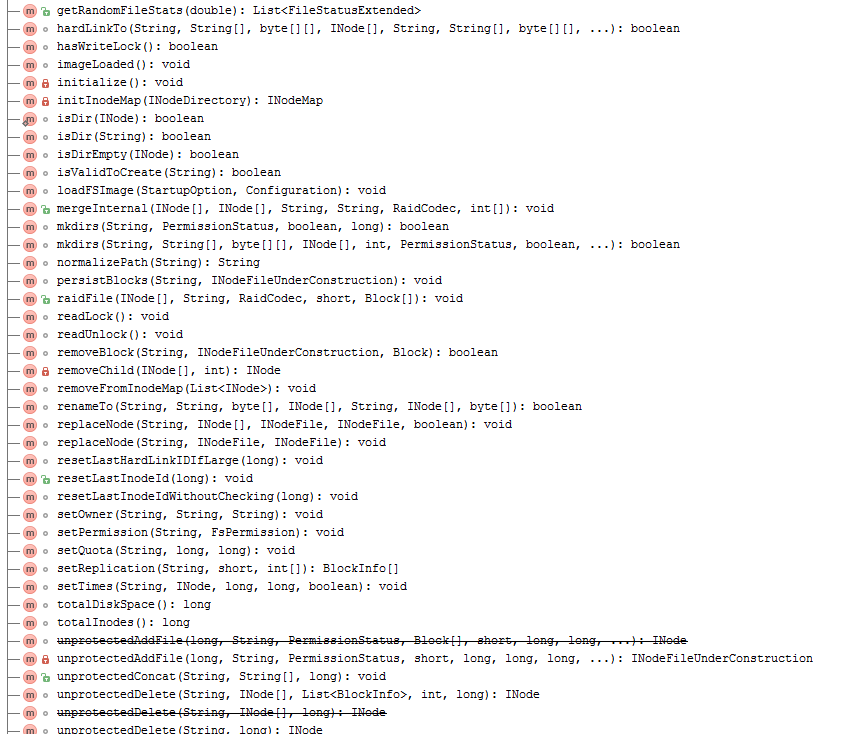 getRandomFileStats(double): List<FileStatusExtended>
hardLinkTo(String, String[], byte[][], INode[], String, String[], byte[][], ...): boolean
hasWriteLock(): boolean
imageLoaded(): void
initialize(): void
initInodeMap(INodeDirectory): INodeMap
isDir(INode): boolean
isDir(String): boolean
isDirEmpty(INode): boolean
isValidToCreate(String): boolean
loadFSImage(StartupOption, Configuration): void
mergeInternal(INode[], INode[], String, String, RaidCodec, int[]): void
mkdirs(String, PermissionStatus, boolean, long): boolean
mkdirs(String, String[], byte[][], INode[], int, PermissionStatus, boolean, ...): boolean
normalizePath(String): String
persistBlocks(String, INodeFileUnderConstruction): void
raidFile(INode[], String, RaidCodec, short, Block[]): void
readLock(): void
readUnlock(): void
removeBlock(String, INodeFileUnderConstruction, Block): boolean
removeChild(INode[], int): INode
removeFromInodeMap(List<INode>): void
renameTo(String, String, byte[], INode[], String, INode[], byte[]): boolean
replaceNode(String, INode[], INodeFile, INodeFile, boolean): void
replaceNode(String, INodeFile, INodeFile): void
resetLastHardLinkIDIfLarge(long): void
resetLastInodeId(long): void
resetLastInodeIdWithoutChecking(long): void
setOwner(String, String, String): void
setPermission(String, FsPermission): void
setQuota(String, long, long): void
setReplication(String, short, int[]): BlockInfo[]
setTimes(String, INode, long, long, boolean): void
totalDiskSpace(): long
totalInodes(): long
unprotectedAddFile(long, String, PermissionStatus, Block[], short, long, long, ...): INode
unprotectedAddFile(long, String, PermissionStatus, short, long, long, long, ...): INodeFileUnderConstruction
unprotectedConcat(String, String[], long): void
unprotectedDelete(String, INode[], List<BlockInfo>, int, long): INode
unprotectedDelete(String, INode[], long): INode
unprotectedDelete(String, long): INode